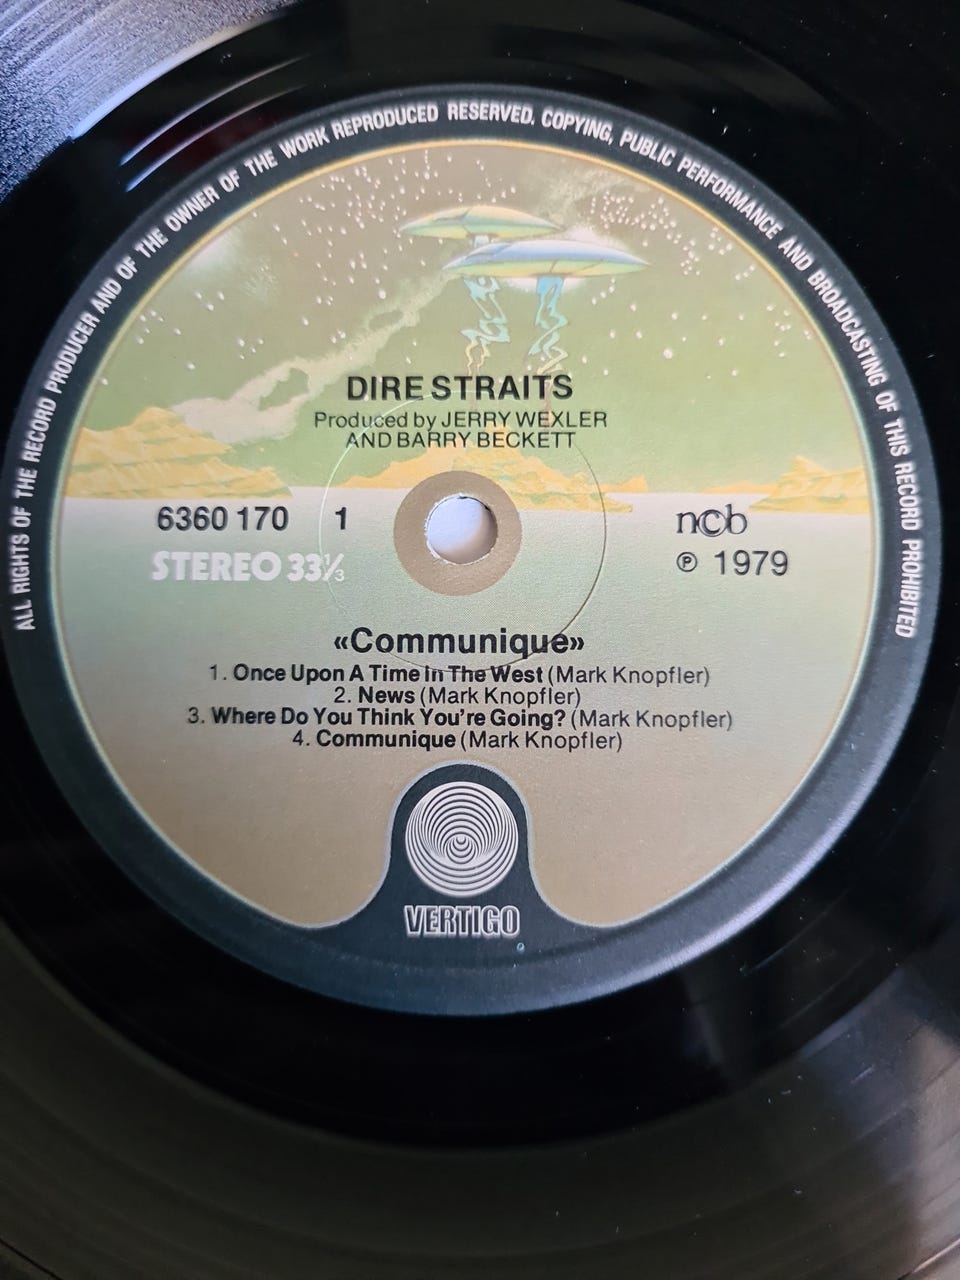 ALL RIGHTS OF THE RECORD PRODUCER AND OF THE OWNER OF THE WORK REPRODUCED RESERVED. COPYING, PUBLIC PERFORMANCE AND BROADCASTING OF THIS RECORD PROHIBITED
DIRE STRAITS
Produced by JERRY WEXLER
AND BARRY BECKETT
6360 170 1
ncb
STEREO 33⅓
℗ 1979
«Communique»
1. Once Upon A Time In The West (Mark Knopfler)
2. News (Mark Knopfler)
3. Where Do You Think You're Going? (Mark Knopfler)
4. Communique (Mark Knopfler)
VERTIGO